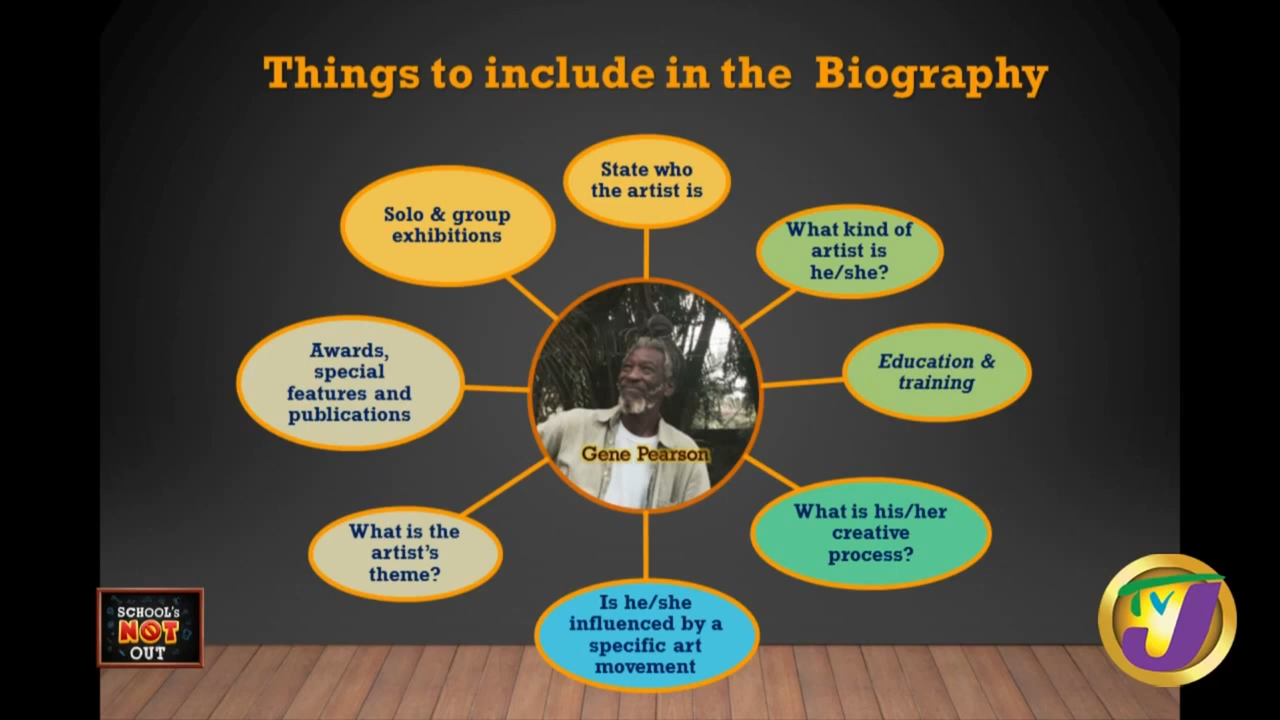 Things to include in the Biography
State who
the artist is
What kind of
artist is
he/she?
Education &
training
What is his/her
creative
process?
Is he/she
influenced by a
specific art
movement
What is the
artist's
theme?
Awards,
special
features and
publications
Solo & group
exhibitions
Gene Pearson
SCHOOL's
NOT
OUT
TVJ